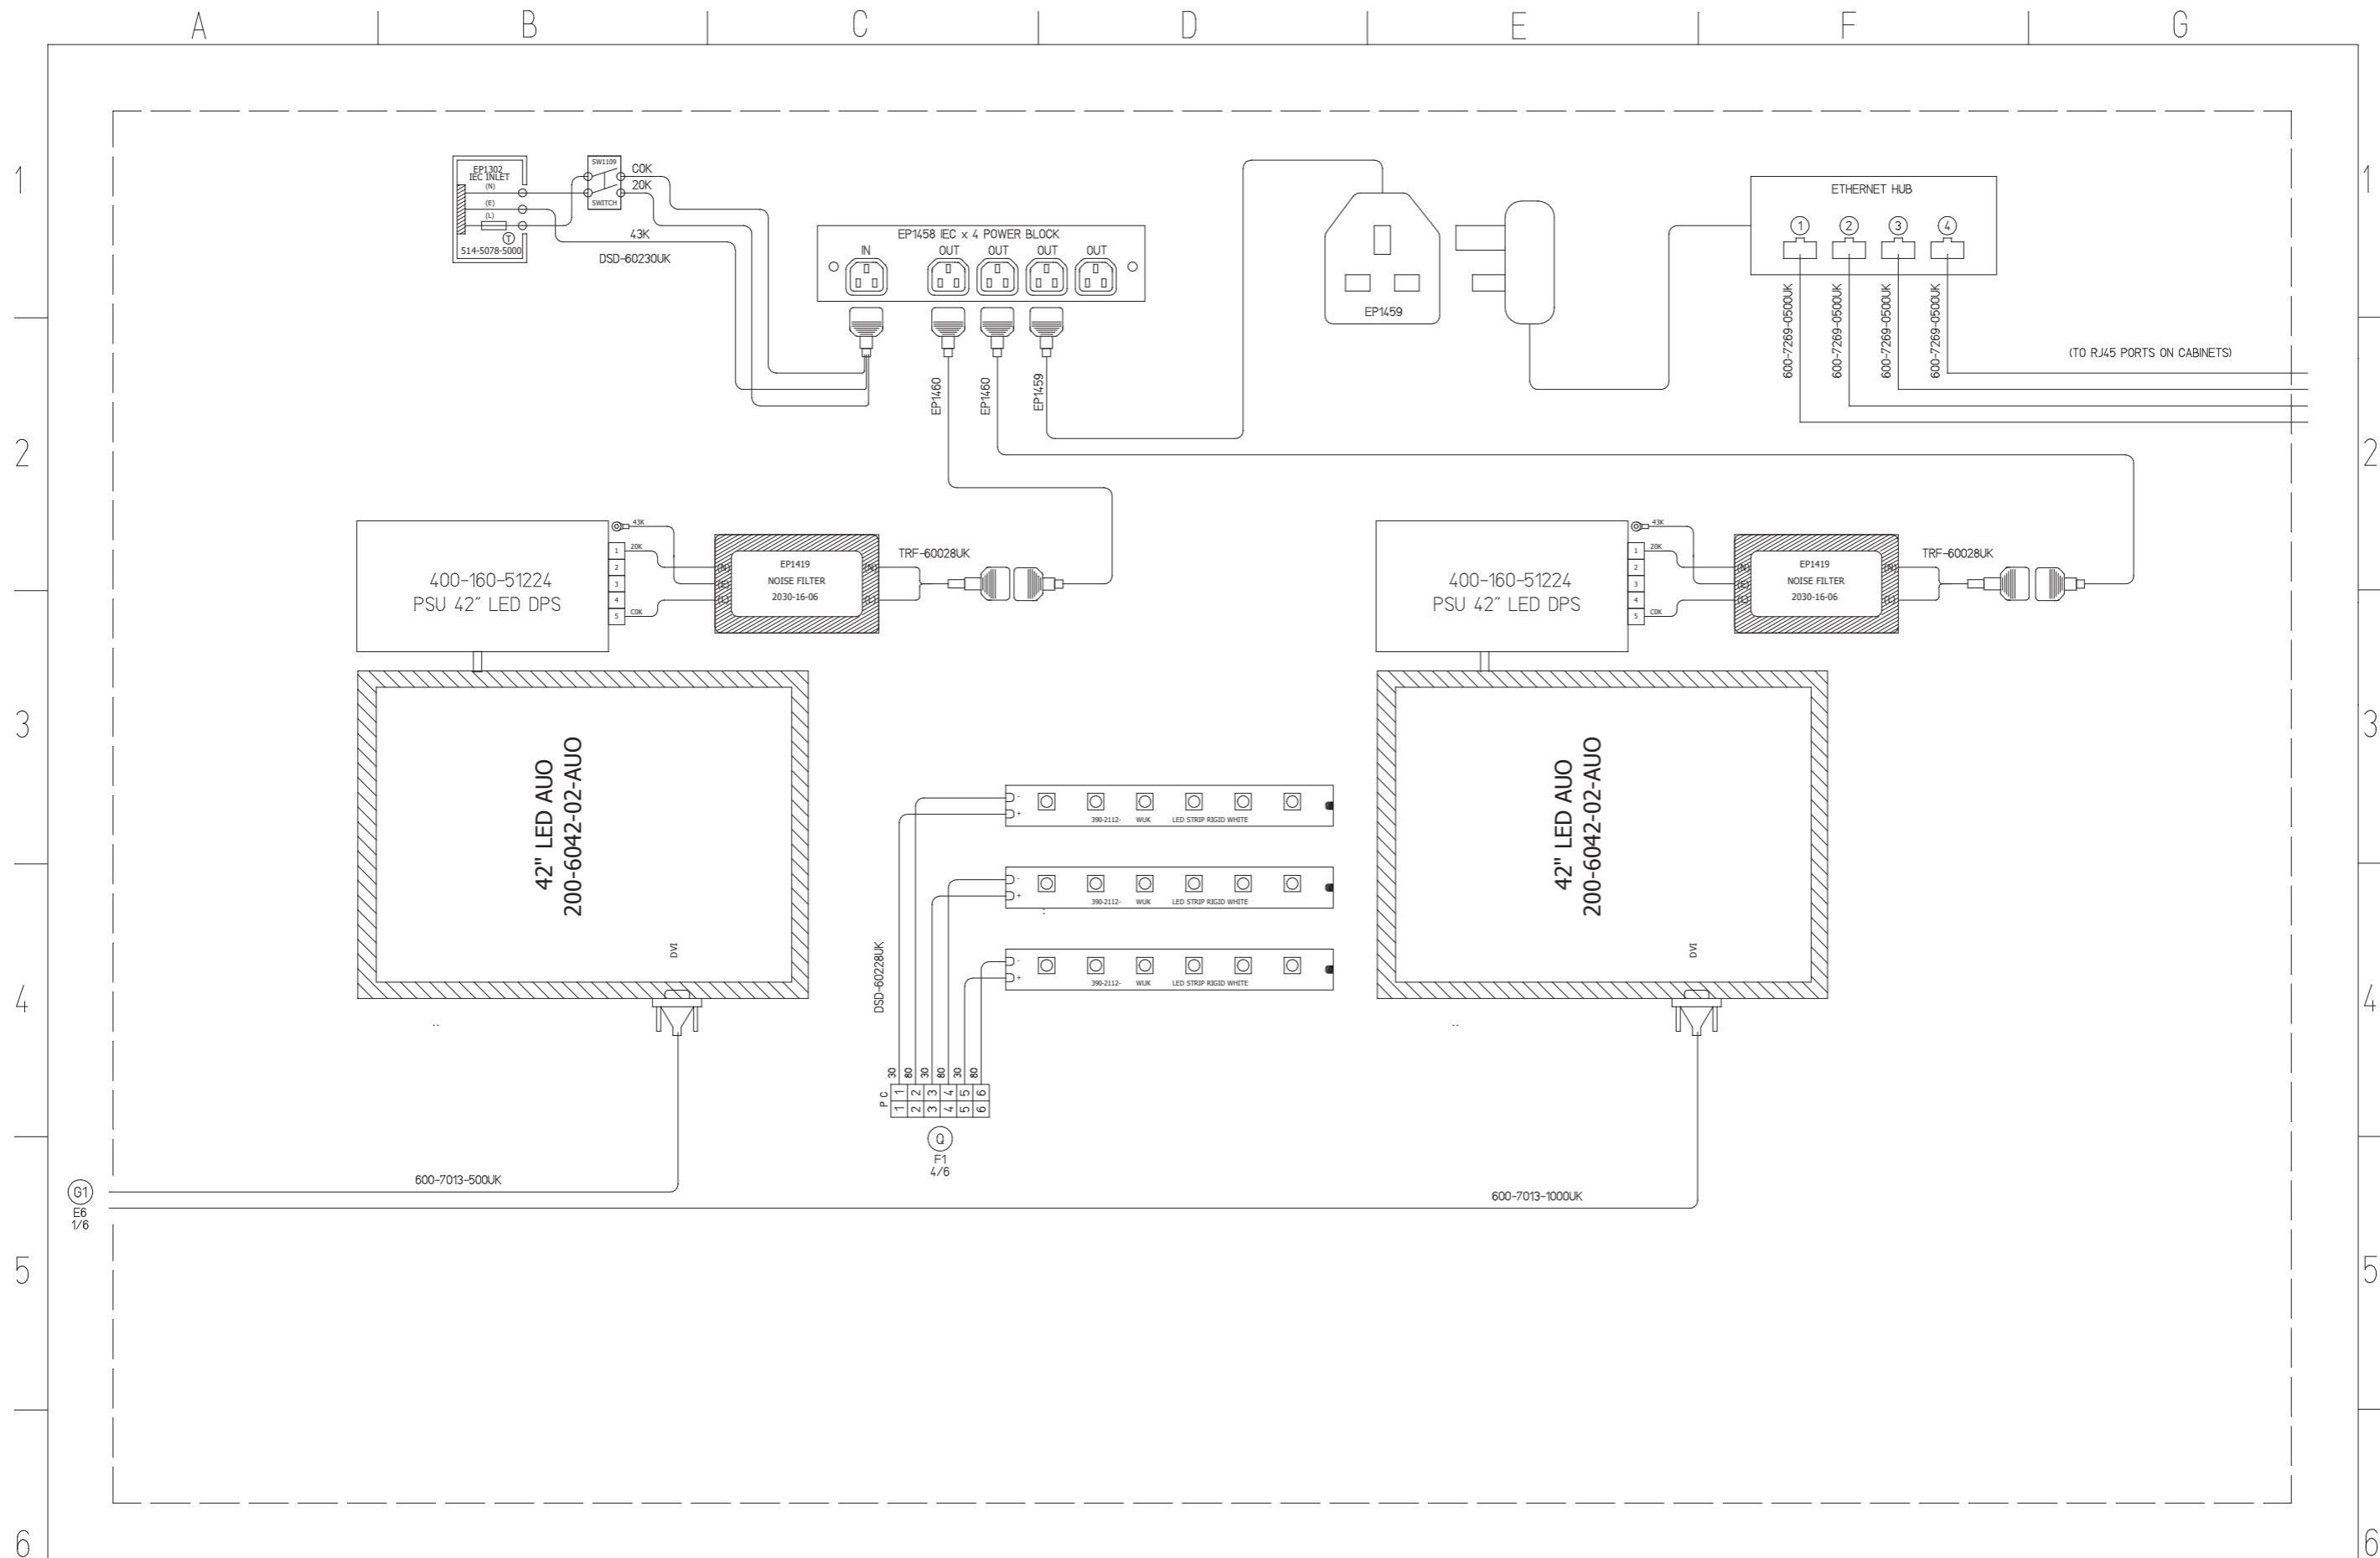 A B C D E F G
1 1
EP1302
IEC INLET
(N)
(E)
(L)
T
514-5078-5000
SW1109
SWITCH
C0K
20K
43K
DSD-60230UK
EP1458 IEC x 4 POWER BLOCK
IN OUT OUT OUT OUT
EP1460
EP1460
EP1459
EP1459
ETHERNET HUB
1 2 3 4
600-7269-0500UK
600-7269-0500UK
600-7269-0500UK
600-7269-0500UK
(TO RJ45 PORTS ON CABINETS)
2 2
400-160-51224
PSU 42" LED DPS
43K
20K
1
2
3
4
5
C0K
(N)
(E)
(L)
EP1419
NOISE FILTER
2030-16-06
(N)
(L)
TRF-60028UK
400-160-51224
PSU 42" LED DPS
43K
20K
1
2
3
4
5
C0K
(N)
(E)
(L)
EP1419
NOISE FILTER
2030-16-06
(N)
(L)
TRF-60028UK
3 3
42" LED AUO
200-6042-02-AUO
DVI
- +
390-2112- WUK LED STRIP RIGID WHITE
- +
390-2112- WUK LED STRIP RIGID WHITE
- +
390-2112- WUK LED STRIP RIGID WHITE
42" LED AUO
200-6042-02-AUO
DVI
4 4
DSD-60228UK
30 80 30 80 30 80
C 1 2 3 4 5 6
P 1 2 3 4 5 6
Q
F1
4/6
G1
E6
1/6
600-7013-500UK
600-7013-1000UK
5 5
6 6